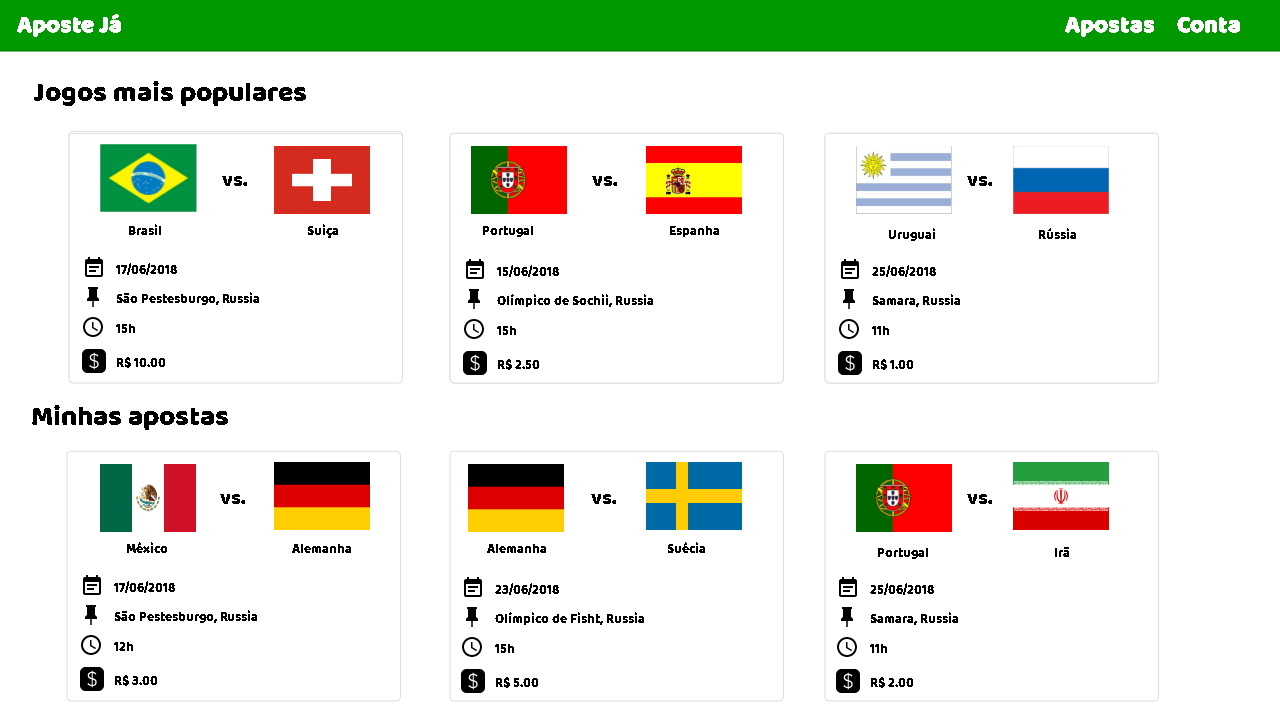 Aposte Já
Apostas Conta
Jogos mais populares
vs.
Brasil Suiça
17/06/2018
São Pestesburgo, Russia
15h
$ R$ 10.00
vs.
Portugal Espanha
15/06/2018
Olímpico de Sochii, Russia
15h
$ R$ 2.50
vs.
Uruguai Rússia
25/06/2018
Samara, Russia
11h
$ R$ 1.00
Minhas apostas
vs.
México Alemanha
17/06/2018
São Pestesburgo, Russia
12h
$ R$ 3.00
vs.
Alemanha Suécia
23/06/2018
Olímpico de Fisht, Russia
15h
$ R$ 5.00
vs.
Portugal Irã
25/06/2018
Samara, Russia
11h
$ R$ 2.00